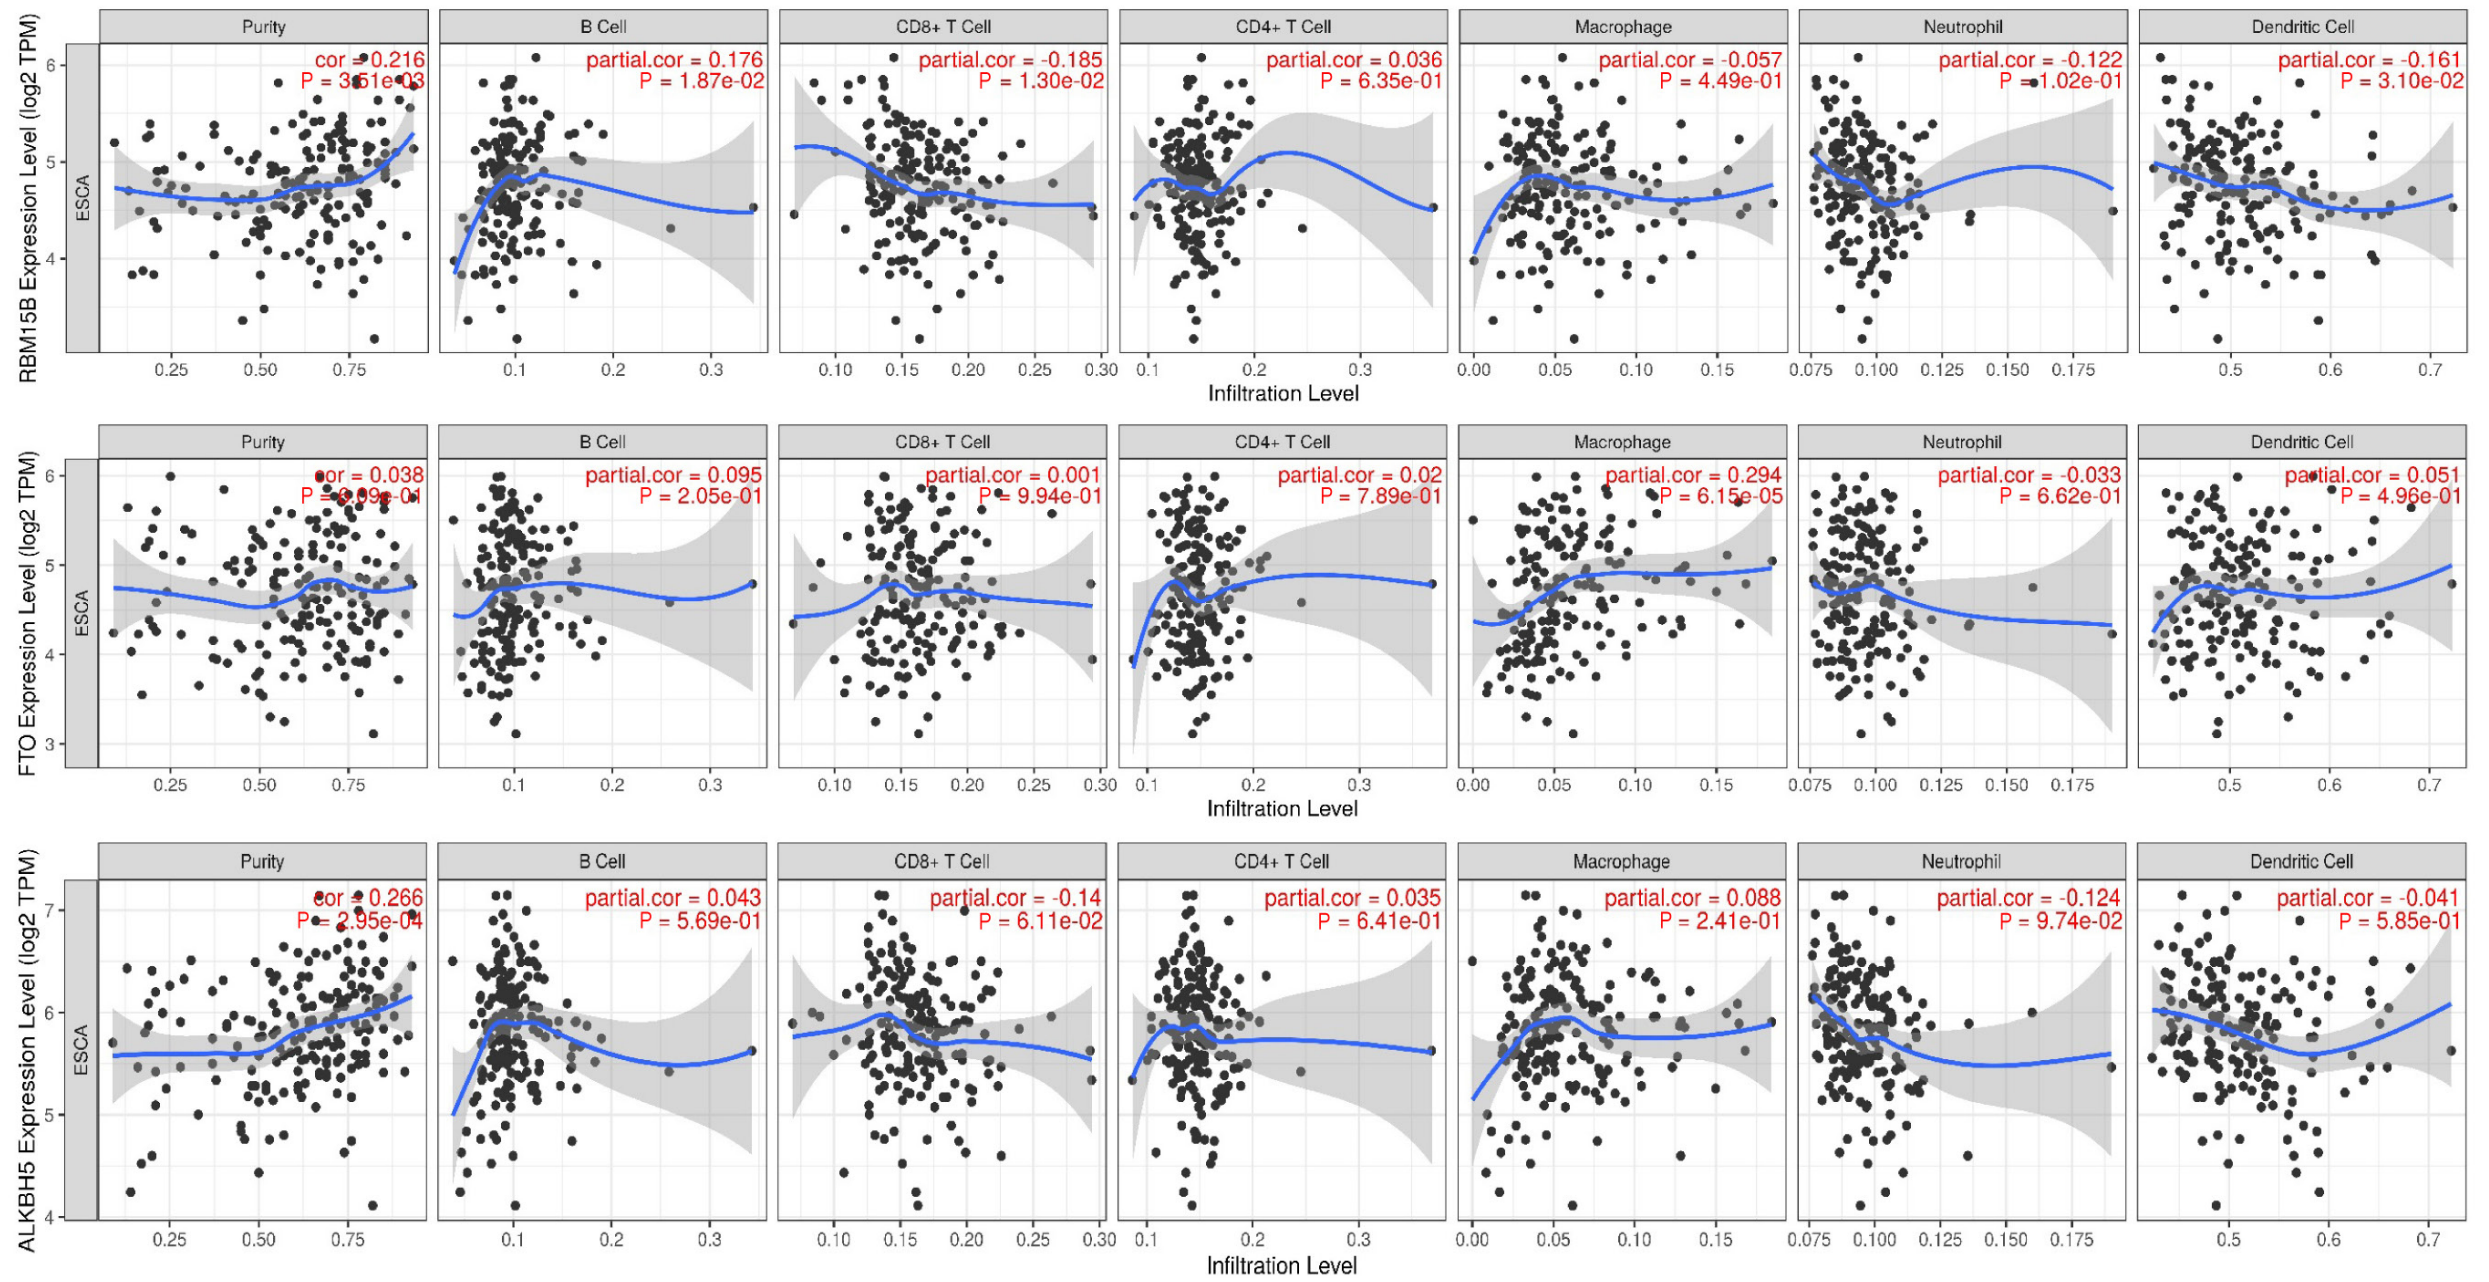 RBM15B Expression Level (log2 TPM)
ESCA
Purity
B Cell
CD8+ T Cell
CD4+ T Cell
Macrophage
Neutrophil
Dendritic Cell
cor = 0.216
P = 3.51e-03
partial.cor = 0.176
P = 1.87e-02
partial.cor = -0.185
P = 1.30e-02
partial.cor = 0.036
P = 6.35e-01
partial.cor = -0.057
P = 4.49e-01
partial.cor = -0.122
P = 1.02e-01
partial.cor = -0.161
P = 3.10e-02
6
5
4
0.25 0.50 0.75
0.1 0.2 0.3
0.10 0.15 0.20 0.25 0.30
0.1 0.2 0.3
0.00 0.05 0.10 0.15
0.075 0.100 0.125 0.150 0.175
0.5 0.6 0.7
Infiltration Level
FTO Expression Level (log2 TPM)
ESCA
Purity
B Cell
CD8+ T Cell
CD4+ T Cell
Macrophage
Neutrophil
Dendritic Cell
cor = 0.038
P = 6.09e-01
partial.cor = 0.095
P = 2.05e-01
partial.cor = 0.001
P = 9.94e-01
partial.cor = 0.02
P = 7.89e-01
partial.cor = 0.294
P = 6.15e-05
partial.cor = -0.033
P = 6.62e-01
partial.cor = 0.051
P = 4.96e-01
6
5
4
3
0.25 0.50 0.75
0.1 0.2 0.3
0.10 0.15 0.20 0.25 0.30
0.1 0.2 0.3
0.00 0.05 0.10 0.15
0.075 0.100 0.125 0.150 0.175
0.5 0.6 0.7
Infiltration Level
ALKBH5 Expression Level (log2 TPM)
ESCA
Purity
B Cell
CD8+ T Cell
CD4+ T Cell
Macrophage
Neutrophil
Dendritic Cell
cor = 0.266
P = 2.95e-04
partial.cor = 0.043
P = 5.69e-01
partial.cor = -0.14
P = 6.11e-02
partial.cor = 0.035
P = 6.41e-01
partial.cor = 0.088
P = 2.41e-01
partial.cor = -0.124
P = 9.74e-02
partial.cor = -0.041
P = 5.85e-01
7
6
5
4
0.25 0.50 0.75
0.1 0.2 0.3
0.10 0.15 0.20 0.25 0.30
0.1 0.2 0.3
0.00 0.05 0.10 0.15
0.075 0.100 0.125 0.150 0.175
0.5 0.6 0.7
Infiltration Level